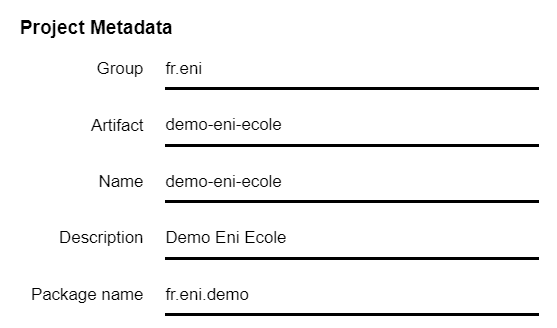 Project Metadata
Group fr.eni
Artifact demo-eni-ecole
Name demo-eni-ecole
Description Demo Eni Ecole
Package name fr.eni.demo